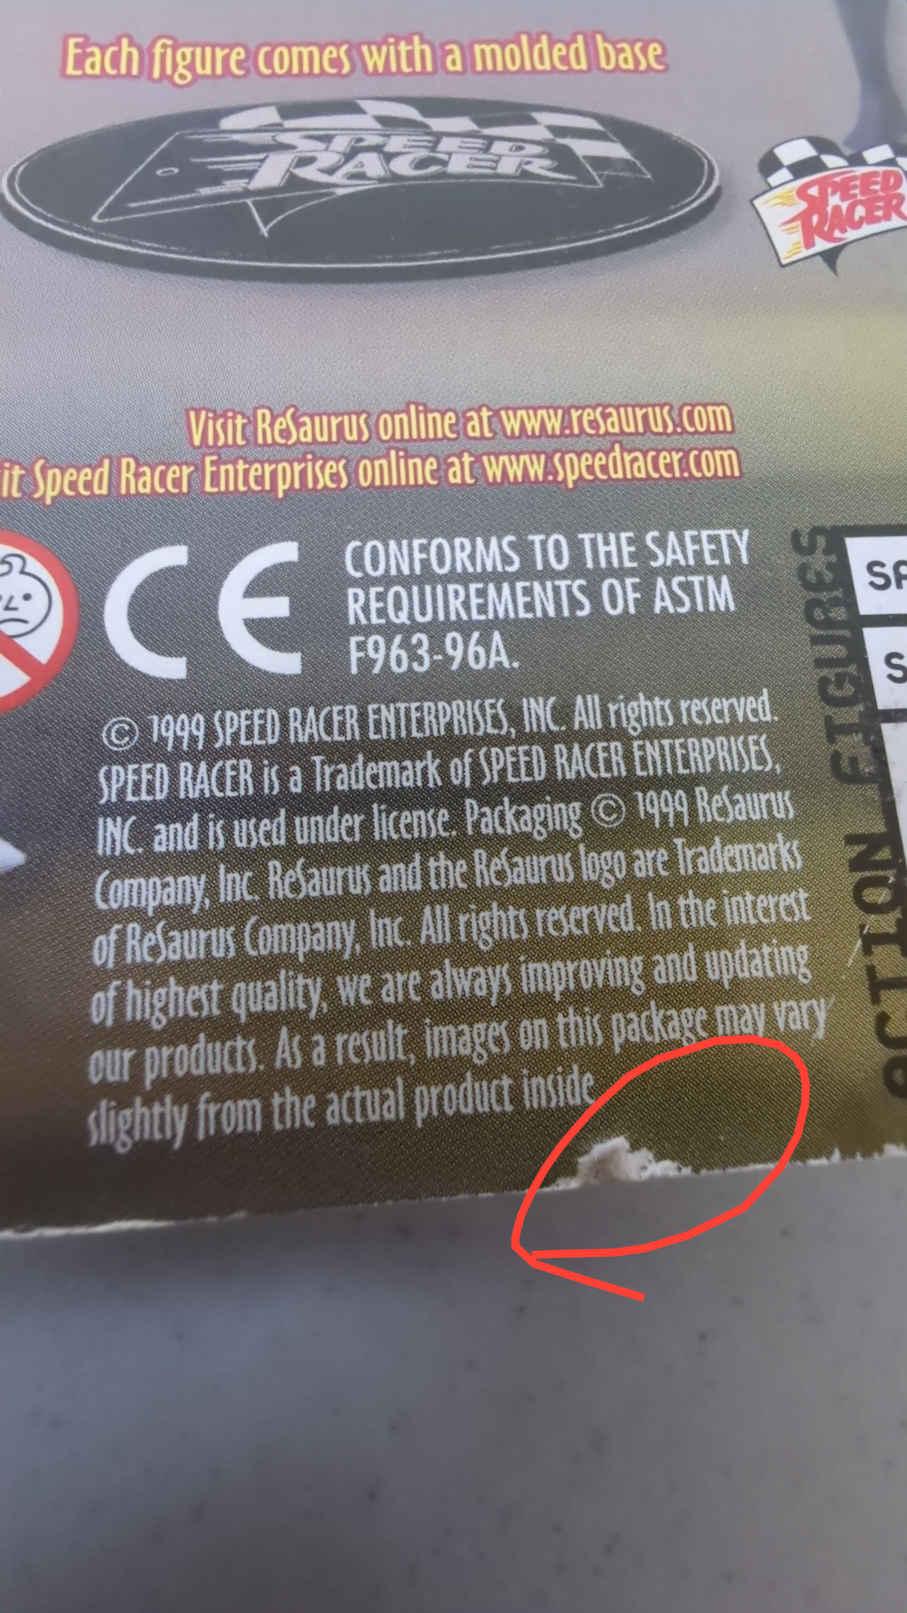 Each figure comes with a molded base
SPEED
RACER
SPEED
RACER
Visit ReSaurus online at www.resaurus.com
it Speed Racer Enterprises online at www.speedracer.com
CE
CONFORMS TO THE SAFETY
REQUIREMENTS OF ASTM
F963-96A.
© 1999 SPEED RACER ENTERPRISES, INC. All rights reserved.
SPEED RACER is a Trademark of SPEED RACER ENTERPRISES,
INC. and is used under license. Packaging © 1999 ReSaurus
Company, Inc. ReSaurus and the ReSaurus logo are Trademarks
of ReSaurus Company, Inc. All rights reserved. In the interest
of highest quality, we are always improving and updating
our products. As a result, images on this package may vary
slightly from the actual product inside
ACTION FIGURES